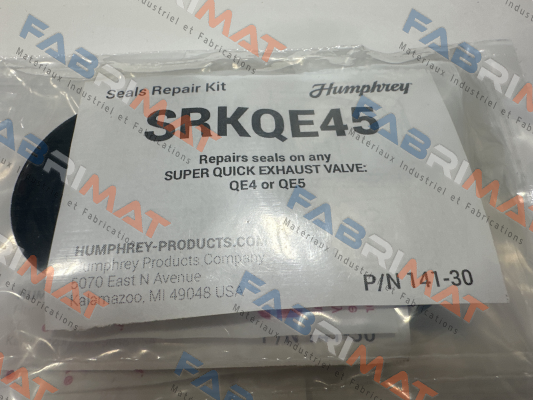 Seals Repair Kit Humphrey
SRKQE45
Repairs seals on any
SUPER QUICK EXHAUST VALVE:
QE4 or QE5
HUMPHREY-PRODUCTS.COM
Humphrey Products Company
5070 East N Avenue
Kalamazoo, MI 49048 USA
P/N 141-30
FABRIMAT
Matériaux Industriel et Fabrications